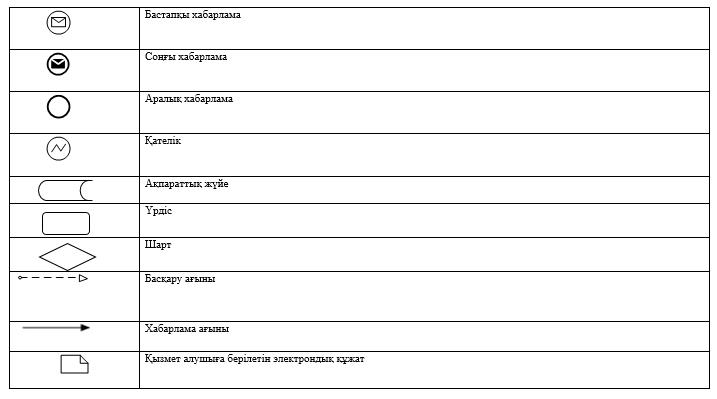 Бастапқы хабарлама
Соңғы хабарлама
Аралық хабарлама
Қателік
Ақпараттық жүйе
Үрдіс
Шарт
Басқару ағыны
Хабарлама ағыны
Қызмет алушыға берілетін электрондық құжат